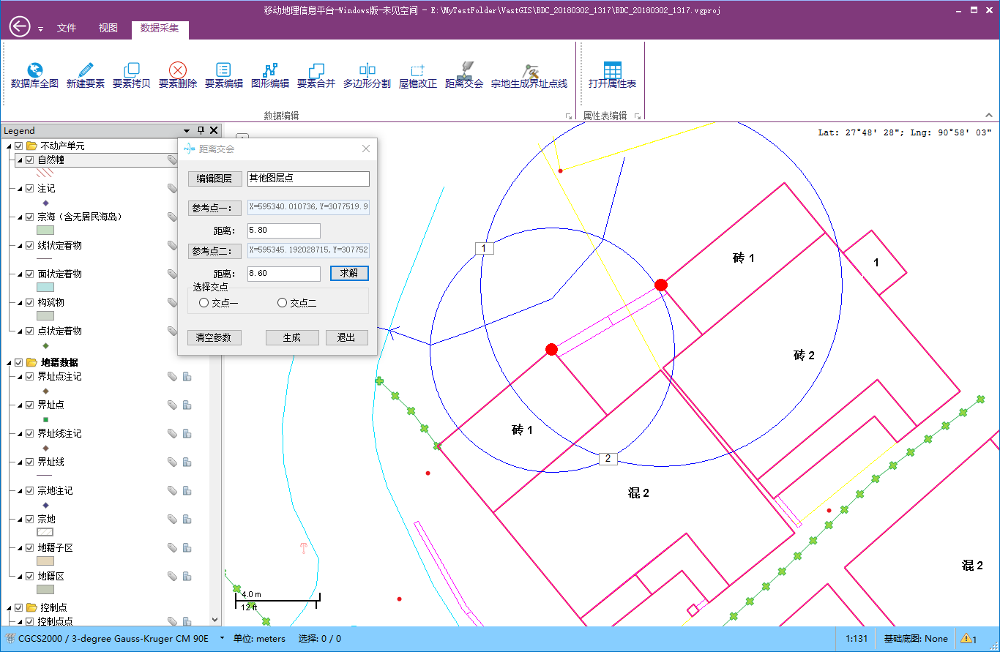 移动地理信息平台-Windows版-未见空间 - E:\MyTestFolder\VastGIS\BDC_20180302_1317\BDC_20180302_1317.vgproj
文件 视图 数据采集
数据库全图 新建要素 要素拷贝 要素删除 要素编辑 图形编辑 要素合并 多边形分割 屋檐改正 距离交会 宗地生成界址点线 打开属性表
数据编辑 属性表编辑
Legend
不动产单元
自然幢
注记
宗海（含无居民海岛）
线状定着物
面状定着物
构筑物
点状定着物
地籍数据
界址点注记
界址点
界址线注记
界址线
宗地注记
宗地
地籍子区
地籍区
控制点
控制点点
距离交会
编辑图层 其他图层点
参考点一： X=595340.010736,Y=3077519.9
距离： 5.80
参考点二： X=595345.192028715,Y=307752
距离： 8.60 求解
选择交点
交点一 交点二
清空参数 生成 退出
Lat: 27°48' 28"; Lng: 90°58' 03"
1
砖 1
1
砖 2
砖 1
2
混 2
混 2
4.0 m
12 ft
CGCS2000 / 3-degree Gauss-Kruger CM 90E 单位: meters 选择: 0 / 0 1:131 基础底图: None 1